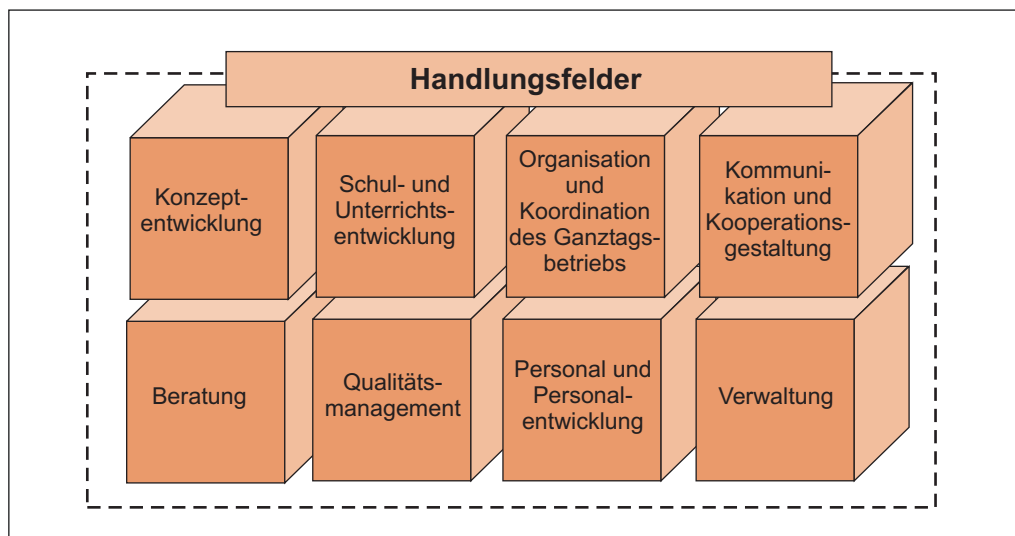 Handlungsfelder
Konzept-
entwicklung
Schul- und
Unterrichts-
entwicklung
Organisation
und
Koordination
des Ganztags-
betriebs
Kommuni-
kation und
Kooperations-
gestaltung
Beratung
Qualitäts-
management
Personal und
Personal-
entwicklung
Verwaltung